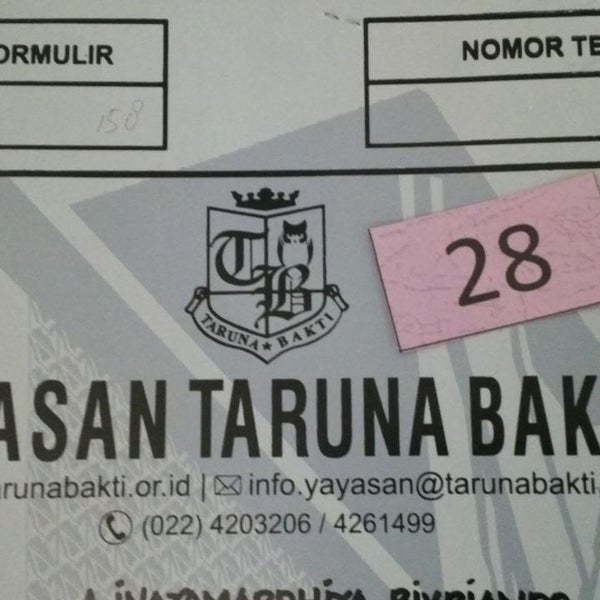 ORMULIR
NOMOR TE
158
28
TB
TARUNA ★ BAKTI
ASAN TARUNA BAK
arunabakti.or.id | info.yayasan@tarunabakti.
(022) 4203206 / 4261499